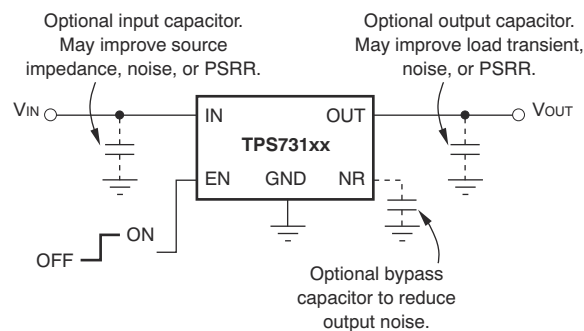 Optional input capacitor.
May improve source
impedance, noise, or PSRR.
Optional output capacitor.
May improve load transient,
noise, or PSRR.
VIN
IN
OUT
VOUT
TPS731xx
EN
GND
NR
OFF
ON
Optional bypass
capacitor to reduce
output noise.